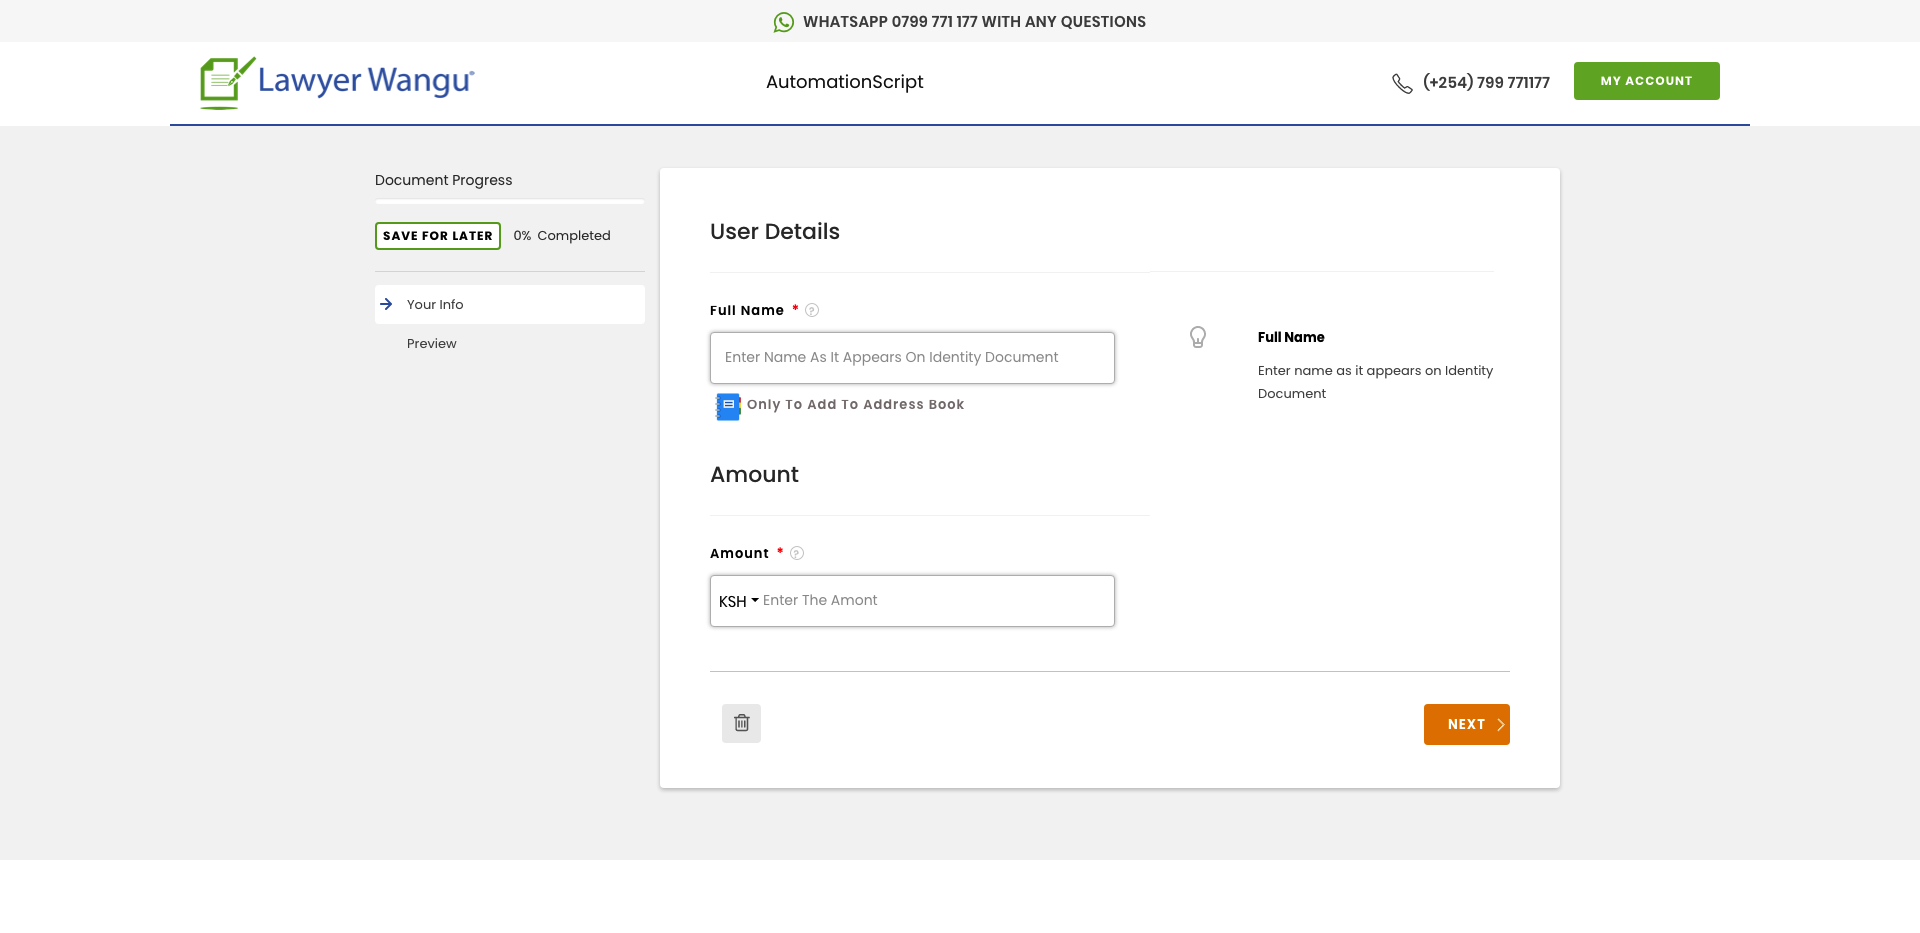 WHATSAPP 0799 771 177 WITH ANY QUESTIONS
Lawyer Wangu®
AutomationScript
(+254) 799 771177
MY ACCOUNT
Document Progress
SAVE FOR LATER
0% Completed
Your Info
Preview
User Details
Full Name * ?
Enter Name As It Appears On Identity Document
Only To Add To Address Book
Full Name
Enter name as it appears on Identity
Document
Amount
Amount * ?
KSH Enter The Amont
NEXT